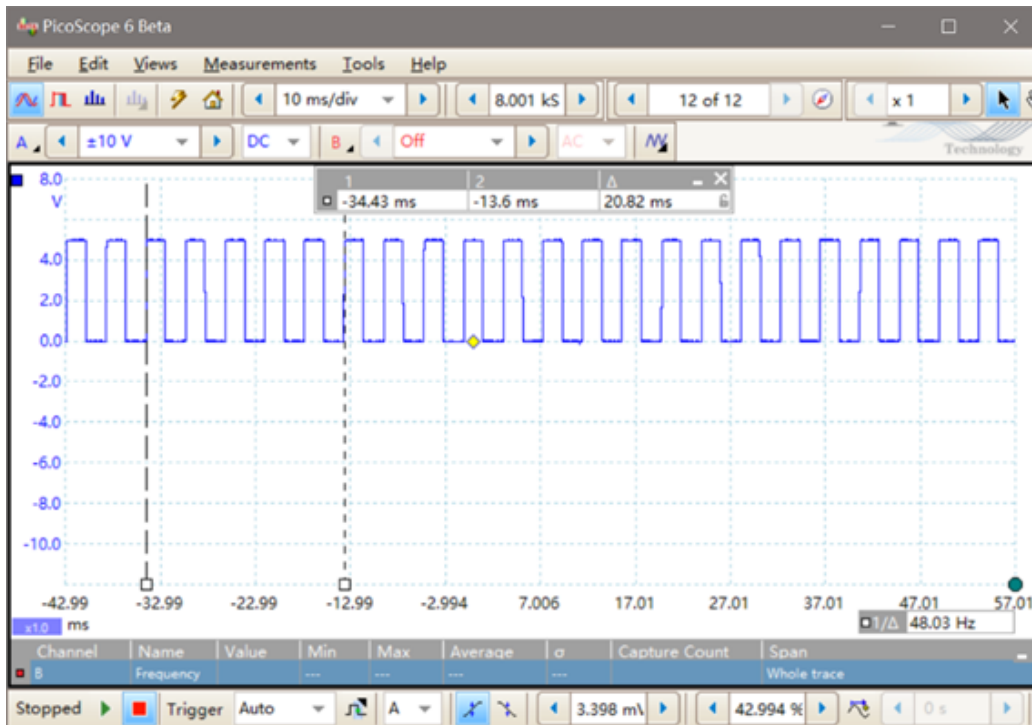 PicoScope 6 Beta
File Edit Views Measurements Tools Help
10 ms/div 8.001 kS 12 of 12 x 1
A ±10 V DC B Off AC
Technology
1 2 Δ
-34.43 ms -13.6 ms 20.82 ms
8.0
V
4.0
2.0
0.0
-2.0
-4.0
-6.0
-8.0
-10.0
-42.99 -32.99 -22.99 -12.99 -2.994 7.006 17.01 27.01 37.01 47.01 57.01
x1.0 ms
1/Δ 48.03 Hz
Channel Name Value Min Max Average σ Capture Count Span
B Frequency --- --- --- --- Whole trace
Stopped Trigger Auto A 3.398 m\ 42.994 % 0 s